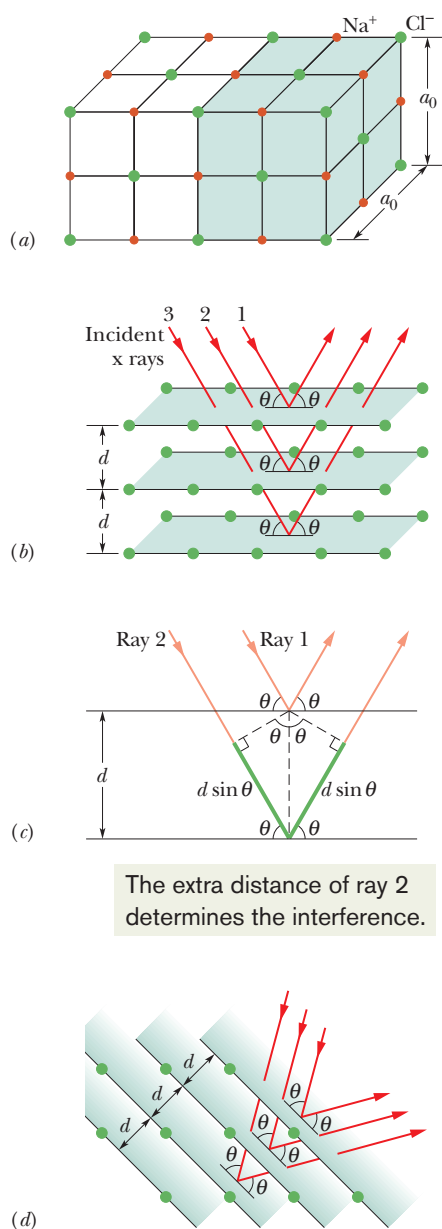 Na⁺ Cl⁻
a₀
a₀
(a)
3 2 1
Incident
x rays
θ θ
d
θ θ
d
θ θ
(b)
Ray 2 Ray 1
θ θ
θ θ
d
d sin θ d sin θ
θ θ
(c)
The extra distance of ray 2
determines the interference.
d
d
d
θ
θ
θ
θ
θ
θ
(d)